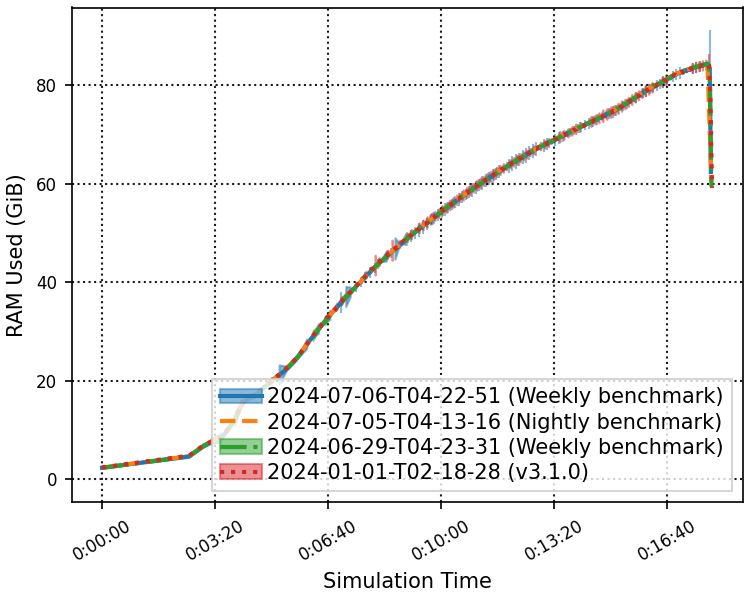 80
60
40
20
0
RAM Used (GiB)
2024-07-06-T04-22-51 (Weekly benchmark)
2024-07-05-T04-13-16 (Nightly benchmark)
2024-06-29-T04-23-31 (Weekly benchmark)
2024-01-01-T02-18-28 (v3.1.0)
0:00:00
0:03:20
0:06:40
0:10:00
0:13:20
0:16:40
Simulation Time